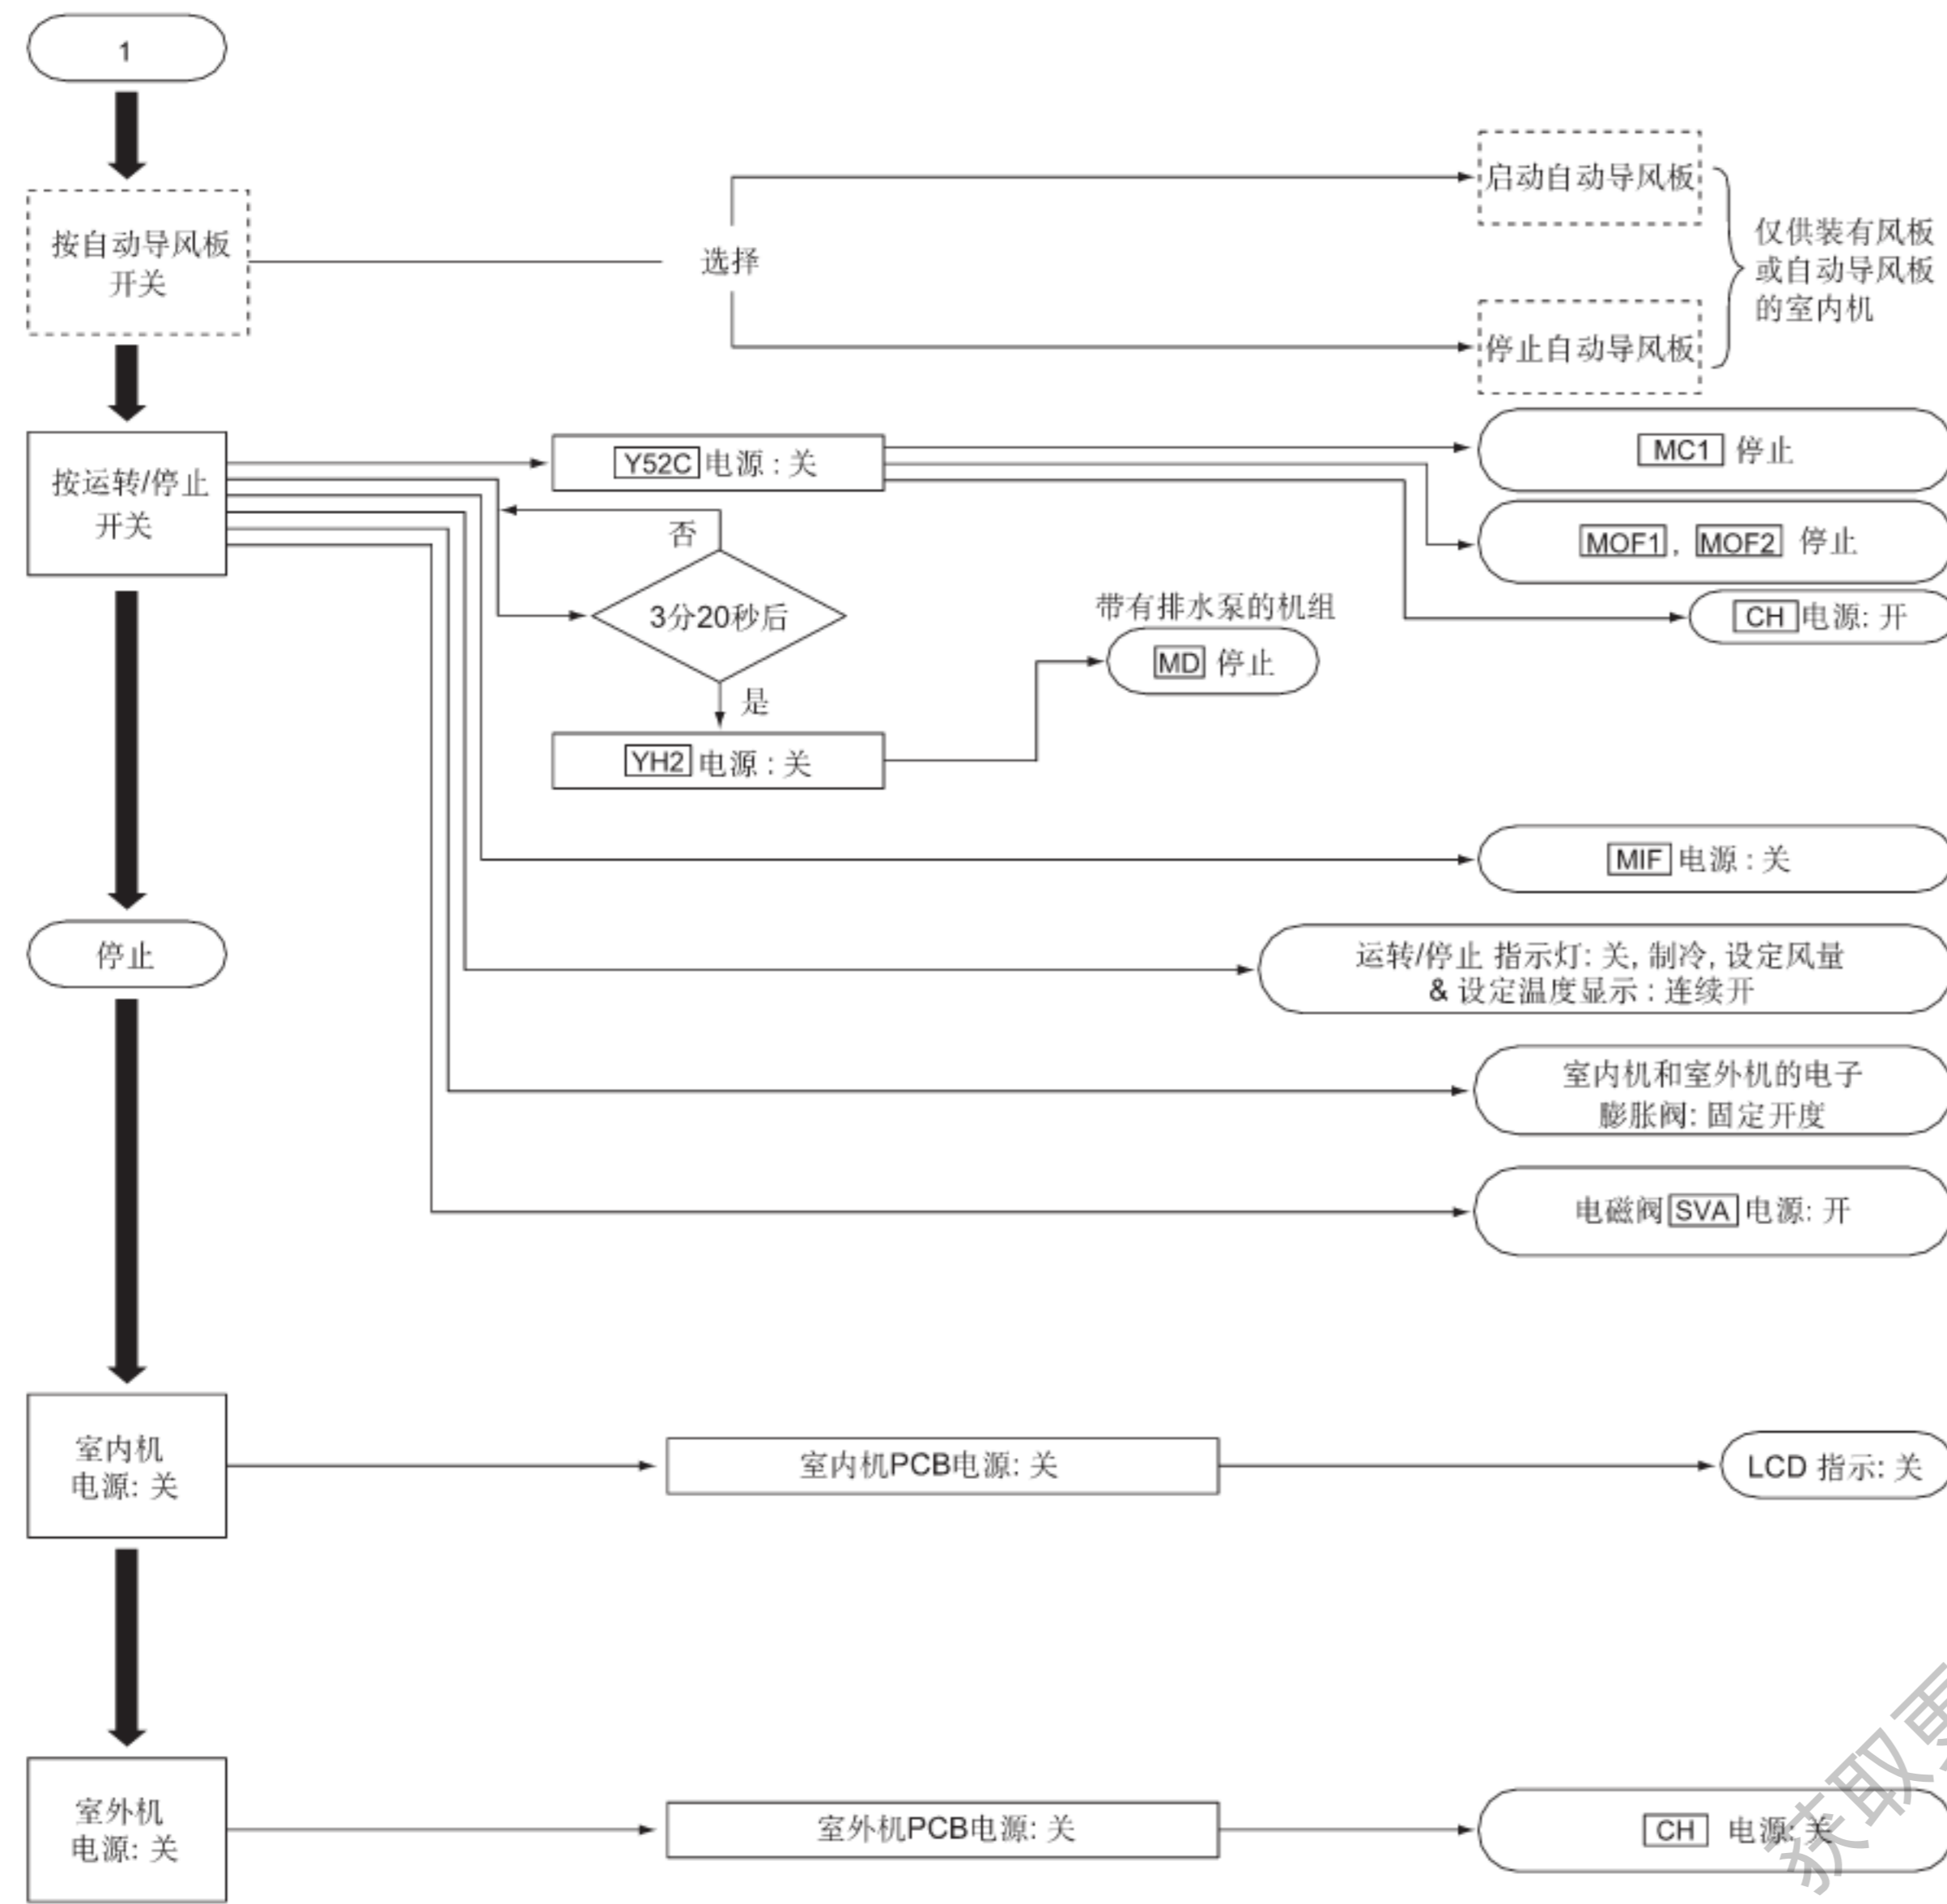 1
按自动导风板
开关
选择
启动自动导风板
停止自动导风板
仅供装有风板
或自动导风板
的室内机
按运转/停止
开关
Y52C 电源 : 关
MC1 停止
MOF1 , MOF2 停止
CH 电源: 开
否
3分20秒后
是
带有排水泵的机组
MD 停止
YH2 电源 : 关
MIF 电源 : 关
停止
运转/停止 指示灯: 关, 制冷, 设定风量
& 设定温度显示 : 连续开
室内机和室外机的电子
膨胀阀: 固定开度
电磁阀 SVA 电源: 开
室内机
电源: 关
室内机PCB电源: 关
LCD 指示: 关
室外机
电源: 关
室外机PCB电源: 关
CH 电源: 关
获取